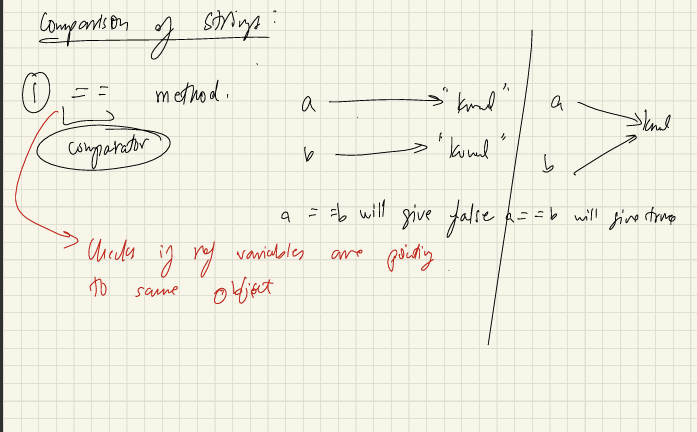 Comparison of Strings:
① == method.
comparator
a → "kunal"
b → "kunal"
a == b will give false
a
b
kunal
a == b will give true
Checks if ref variables are pointing
to same object